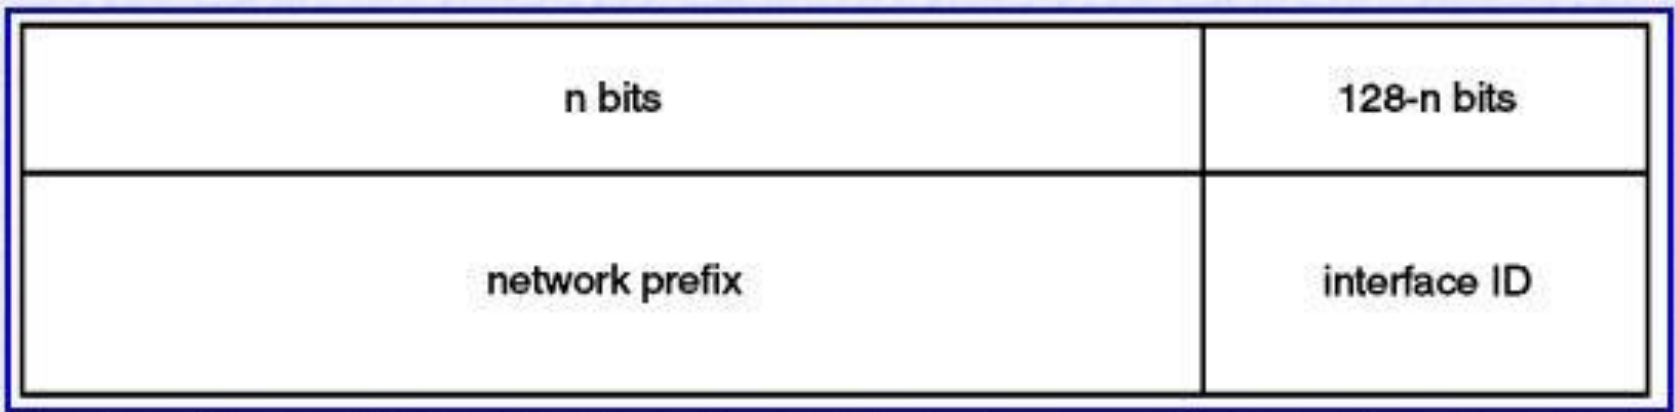 n bits
128-n bits
network prefix
interface ID